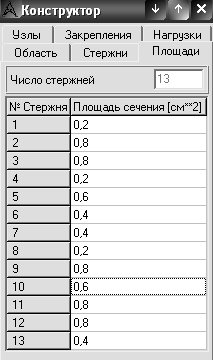 Конструктор
Узлы Закрепления Нагрузки
Область Стержни Площади
Число стержней 13
№ Стержня Площадь сечения [см**2]
1 0,2
2 0,8
3 0,8
4 0,2
5 0,6
6 0,4
7 0,4
8 0,2
9 0,8
10 0,6
11 0,8
12 0,8
13 0,4